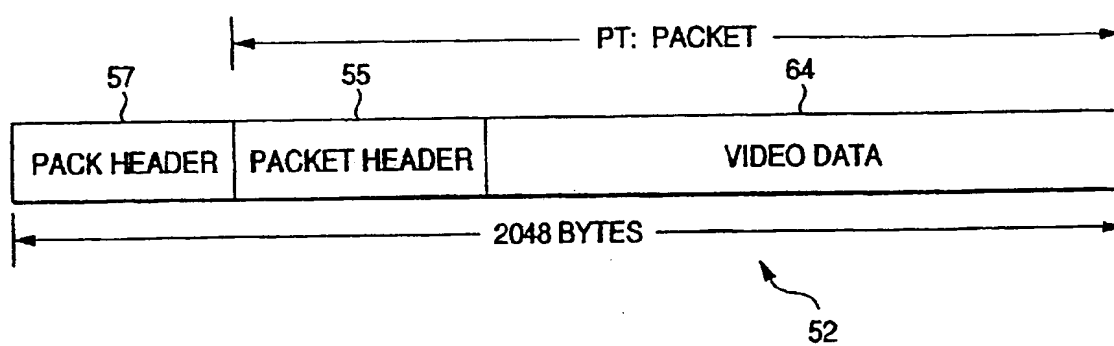 PT: PACKET
57
55
64
PACK HEADER
PACKET HEADER
VIDEO DATA
2048 BYTES
52